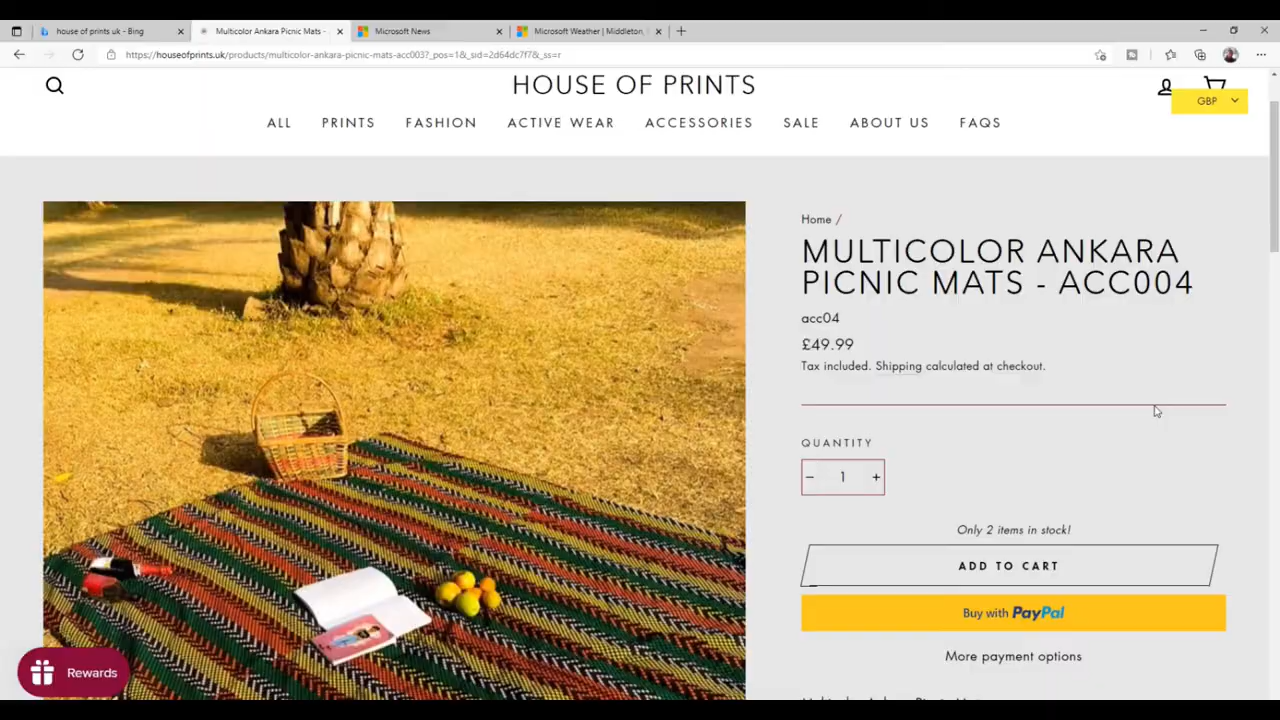 house of prints uk - Bing
Multicolor Ankara Picnic Mats -
Microsoft News
Microsoft Weather | Middleton,
https://houseofprints.uk/products/multicolor-ankara-picnic-mats-acc003?_pos=1&_sid=2d64dc7f7&_ss=r
HOUSE OF PRINTS
GBP
ALL PRINTS FASHION ACTIVE WEAR ACCESSORIES SALE ABOUT US FAQS
Home /
MULTICOLOR ANKARA
PICNIC MATS - ACC004
acc04
£49.99
Tax included. Shipping calculated at checkout.
QUANTITY
− 1 +
Only 2 items in stock!
ADD TO CART
Buy with PayPal
More payment options
Rewards